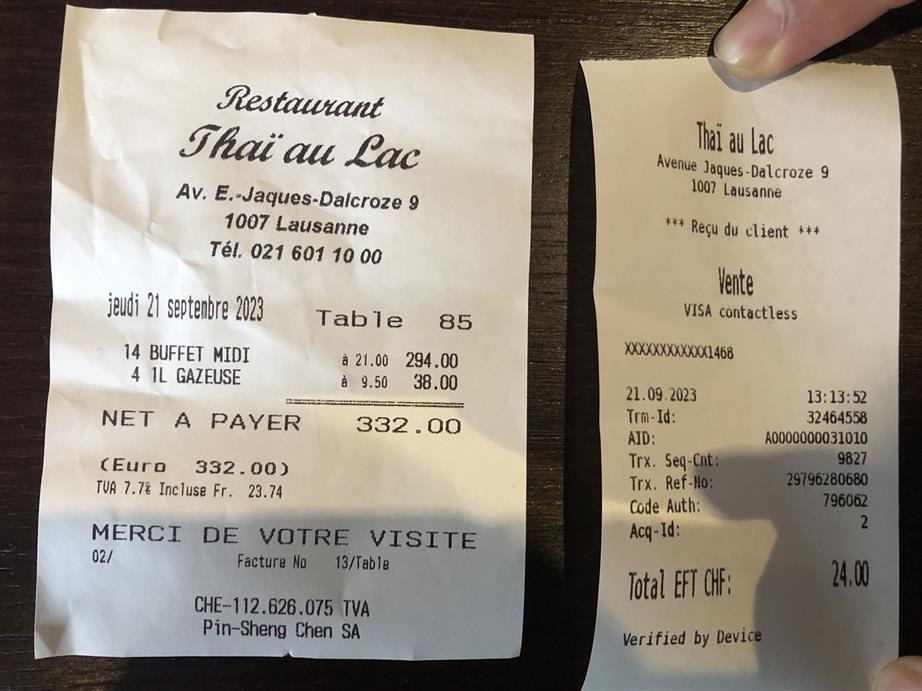 Restaurant
Thaï au Lac
Av. E.-Jaques-Dalcroze 9
1007 Lausanne
Tél. 021 601 10 00
jeudi 21 septembre 2023 Table 85
14 BUFFET MIDI à 21.00 294.00
4 1L GAZEUSE à 9.50 38.00
NET A PAYER 332.00
(Euro 332.00)
TVA 7.7% Incluse Fr. 23.74
MERCI DE VOTRE VISITE
02/ Facture No 13/Table
CHE-112.626.075 TVA
Pin-Sheng Chen SA
Thaï au Lac
Avenue Jaques-Dalcroze 9
1007 Lausanne
*** Reçu du client ***
Vente
VISA contactless
XXXXXXXXXXXX1468
21.09.2023 13:13:52
Trm-Id: 32464558
AID: A0000000031010
Trx. Seq-Cnt: 9827
Trx. Ref-No: 29796280680
Code Auth: 796062
Acq-Id: 2
Total EFT CHF: 24.00
Verified by Device